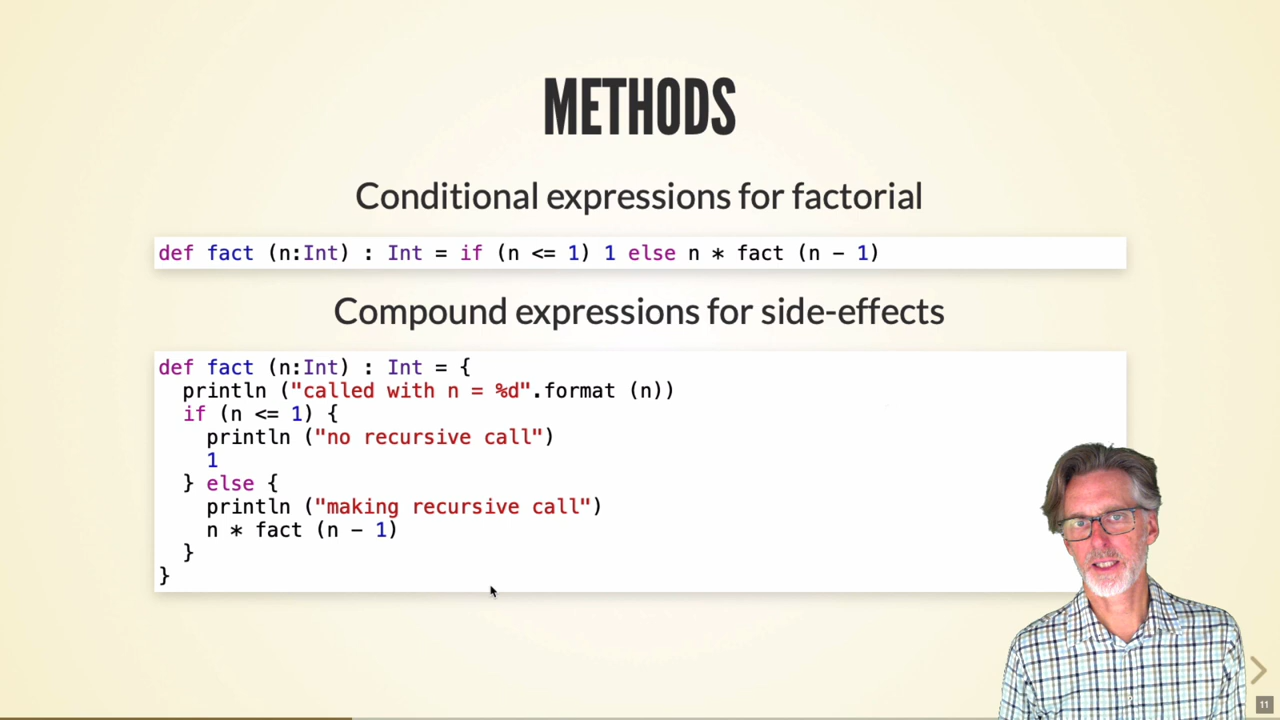 METHODS
Conditional expressions for factorial
def fact (n:Int) : Int = if (n <= 1) 1 else n * fact (n - 1)
Compound expressions for side-effects
def fact (n:Int) : Int = {
  println ("called with n = %d".format (n))
  if (n <= 1) {
    println ("no recursive call")
    1
  } else {
    println ("making recursive call")
    n * fact (n - 1)
  }
}
11